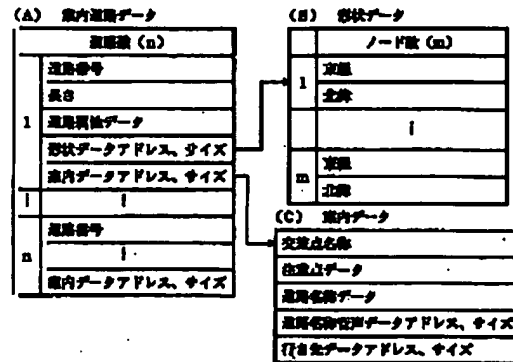 (A) 案内道路データ
道路数 (n)
1
道路番号
長さ
道路属性データ
形状データアドレス、サイズ
案内データアドレス、サイズ
n
道路番号
案内データアドレス、サイズ
(B) 形状データ
ノード数 (m)
1
東経
北緯
m
東経
北緯
(C) 案内データ
交差点名称
注意点データ
道路名称データ
道路名称音声データアドレス、サイズ
行き先データアドレス、サイズ